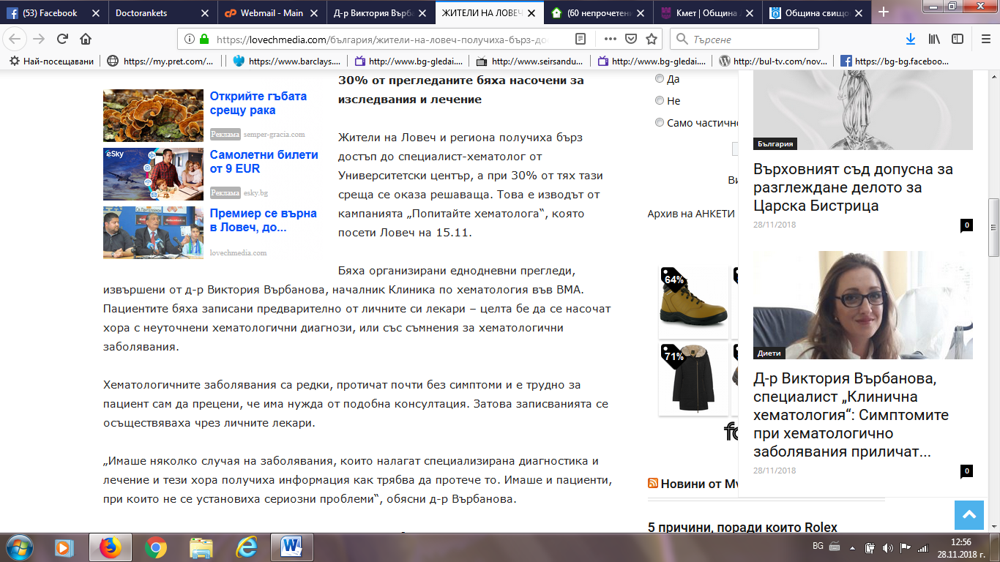 (53) Facebook
Doctorankets
Webmail - Main
Д-р Виктория Върба
ЖИТЕЛИ НА ЛОВЕЧ
(60 непрочетени
Кмет | Община
Община свищо
https://lovechmedia.com/българия/жители-на-ловеч-получиха-бърз-до
Търсене
Най-посещавани
https://my.pret.com/...
https://www.barclays....
http://www.bg-gledai....
http://www.seirsandu...
http://www.bg-gledai....
http://bul-tv.com/nov...
https://bg-bg.faceboo...
Открийте гъбата
срещу рака
Реклама semper-gracia.com
eSky
Самолетни билети
от 9 EUR
Реклама esky.bg
Премиер се върна
в Ловеч, до...
lovechmedia.com
30% от прегледаните бяха насочени за
изследвания и лечение
Жители на Ловеч и региона получиха бърз
достъп до специалист-хематолог от
Университетски център, а при 30% от тях тази
среща се оказа решаваща. Това е изводът от
кампанията „Попитайте хематолога“, която
посети Ловеч на 15.11.
Бяха организирани еднодневни прегледи,
извършени от д-р Виктория Върбанова, началник Клиника по хематология във ВМА.
Пациентите бяха записани предварително от личните си лекари – целта бе да се насочат
хора с неуточнени хематологични диагнози, или със съмнения за хематологични
заболявания.
Хематологичните заболявания са редки, протичат почти без симптоми и е трудно за
пациент сам да прецени, че има нужда от подобна консултация. Затова записванията се
осъществяваха чрез личните лекари.
„Имаше няколко случая на заболявания, които налагат специализирана диагностика и
лечение и тези хора получиха информация как трябва да протече то. Имаше и пациенти,
при които не се установиха сериозни проблеми“, обясни д-р Върбанова.
Да
Не
Само частично
Ви
Архив на АНКЕТИ
64%
71%
Новини от Mv
5 причини, поради които Rolex
България
Върховният съд допусна за
разглеждане делото за
Царска Бистрица
28/11/2018
0
Диети
Д-р Виктория Върбанова,
специалист „Клинична
хематология“: Симптомите
при хематологично
заболявания приличат...
28/11/2018
0
BG
12:56
28.11.2018 г.